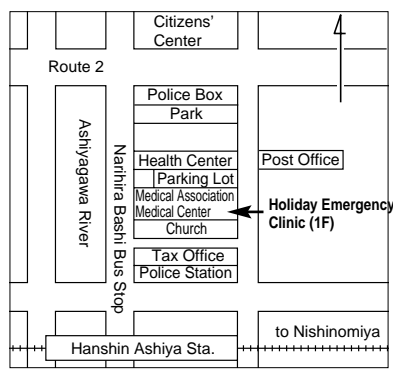 Citizens'
Center
Route 2
Police Box
Park
Ashiyagawa River
Narihira Bashi Bus Stop
Health Center
Post Office
Parking Lot
Medical Association
Medical Center
Holiday Emergency
Clinic (1F)
Church
Tax Office
Police Station
to Nishinomiya
Hanshin Ashiya Sta.